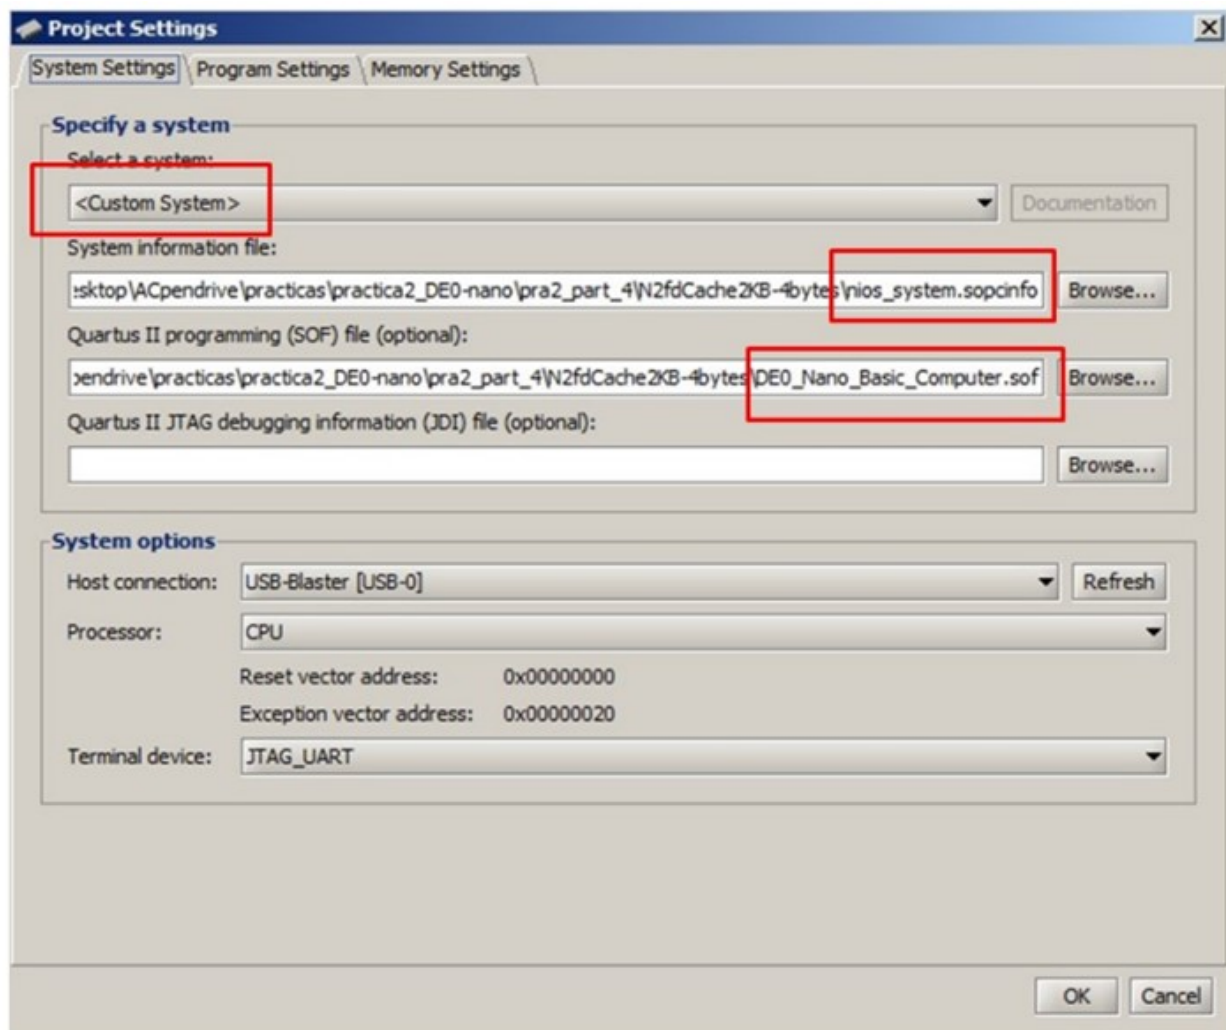 Project Settings
System Settings Program Settings Memory Settings
Specify a system
Select a system:
<Custom System> Documentation
System information file:
:sktop\ACpendrive\practicas\practica2_DE0-nano\pra2_part_4\N2fdCache2KB-4bytes\nios_system.sopcinfo Browse...
Quartus II programming (SOF) file (optional):
pendrive\practicas\practica2_DE0-nano\pra2_part_4\N2fdCache2KB-4bytes\DE0_Nano_Basic_Computer.sof Browse...
Quartus II JTAG debugging information (JDI) file (optional):
Browse...
System options
Host connection: USB-Blaster [USB-0] Refresh
Processor: CPU
Reset vector address: 0x00000000
Exception vector address: 0x00000020
Terminal device: JTAG_UART
OK Cancel